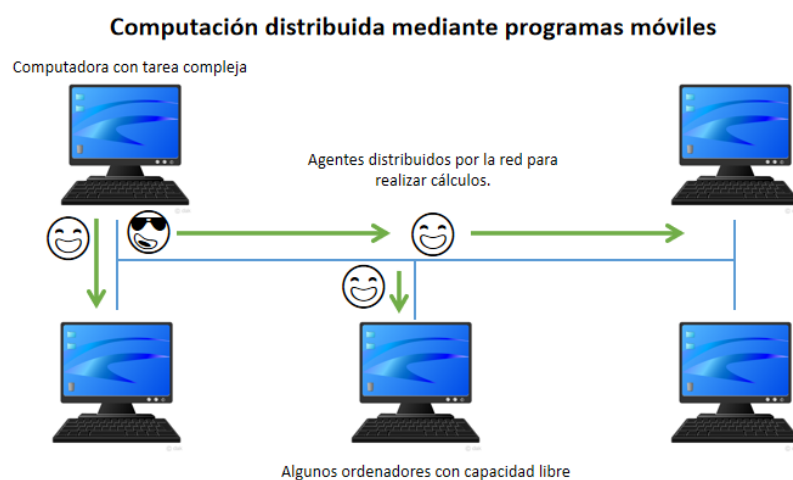 Computación distribuida mediante programas móviles
Computadora con tarea compleja
Agentes distribuidos por la red para
realizar cálculos.
Algunos ordenadores con capacidad libre